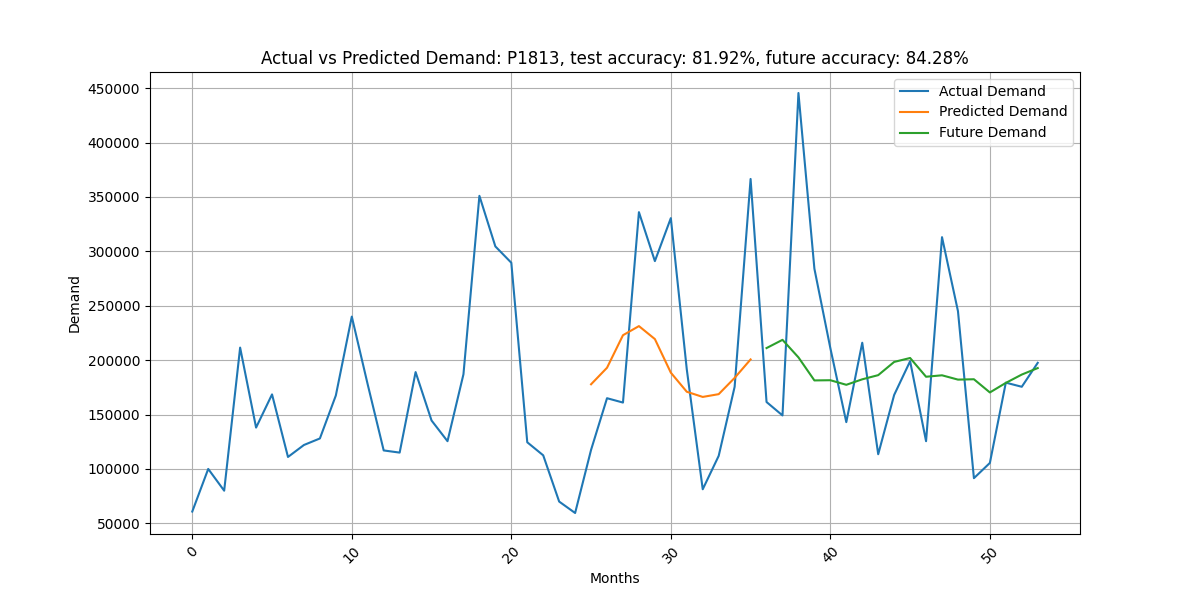 Actual vs Predicted Demand: P1813, test accuracy: 81.92%, future accuracy: 84.28%
Actual Demand
Predicted Demand
Future Demand
450000
400000
350000
300000
250000
200000
150000
100000
50000
Demand
0 10 20 30 40 50
Months